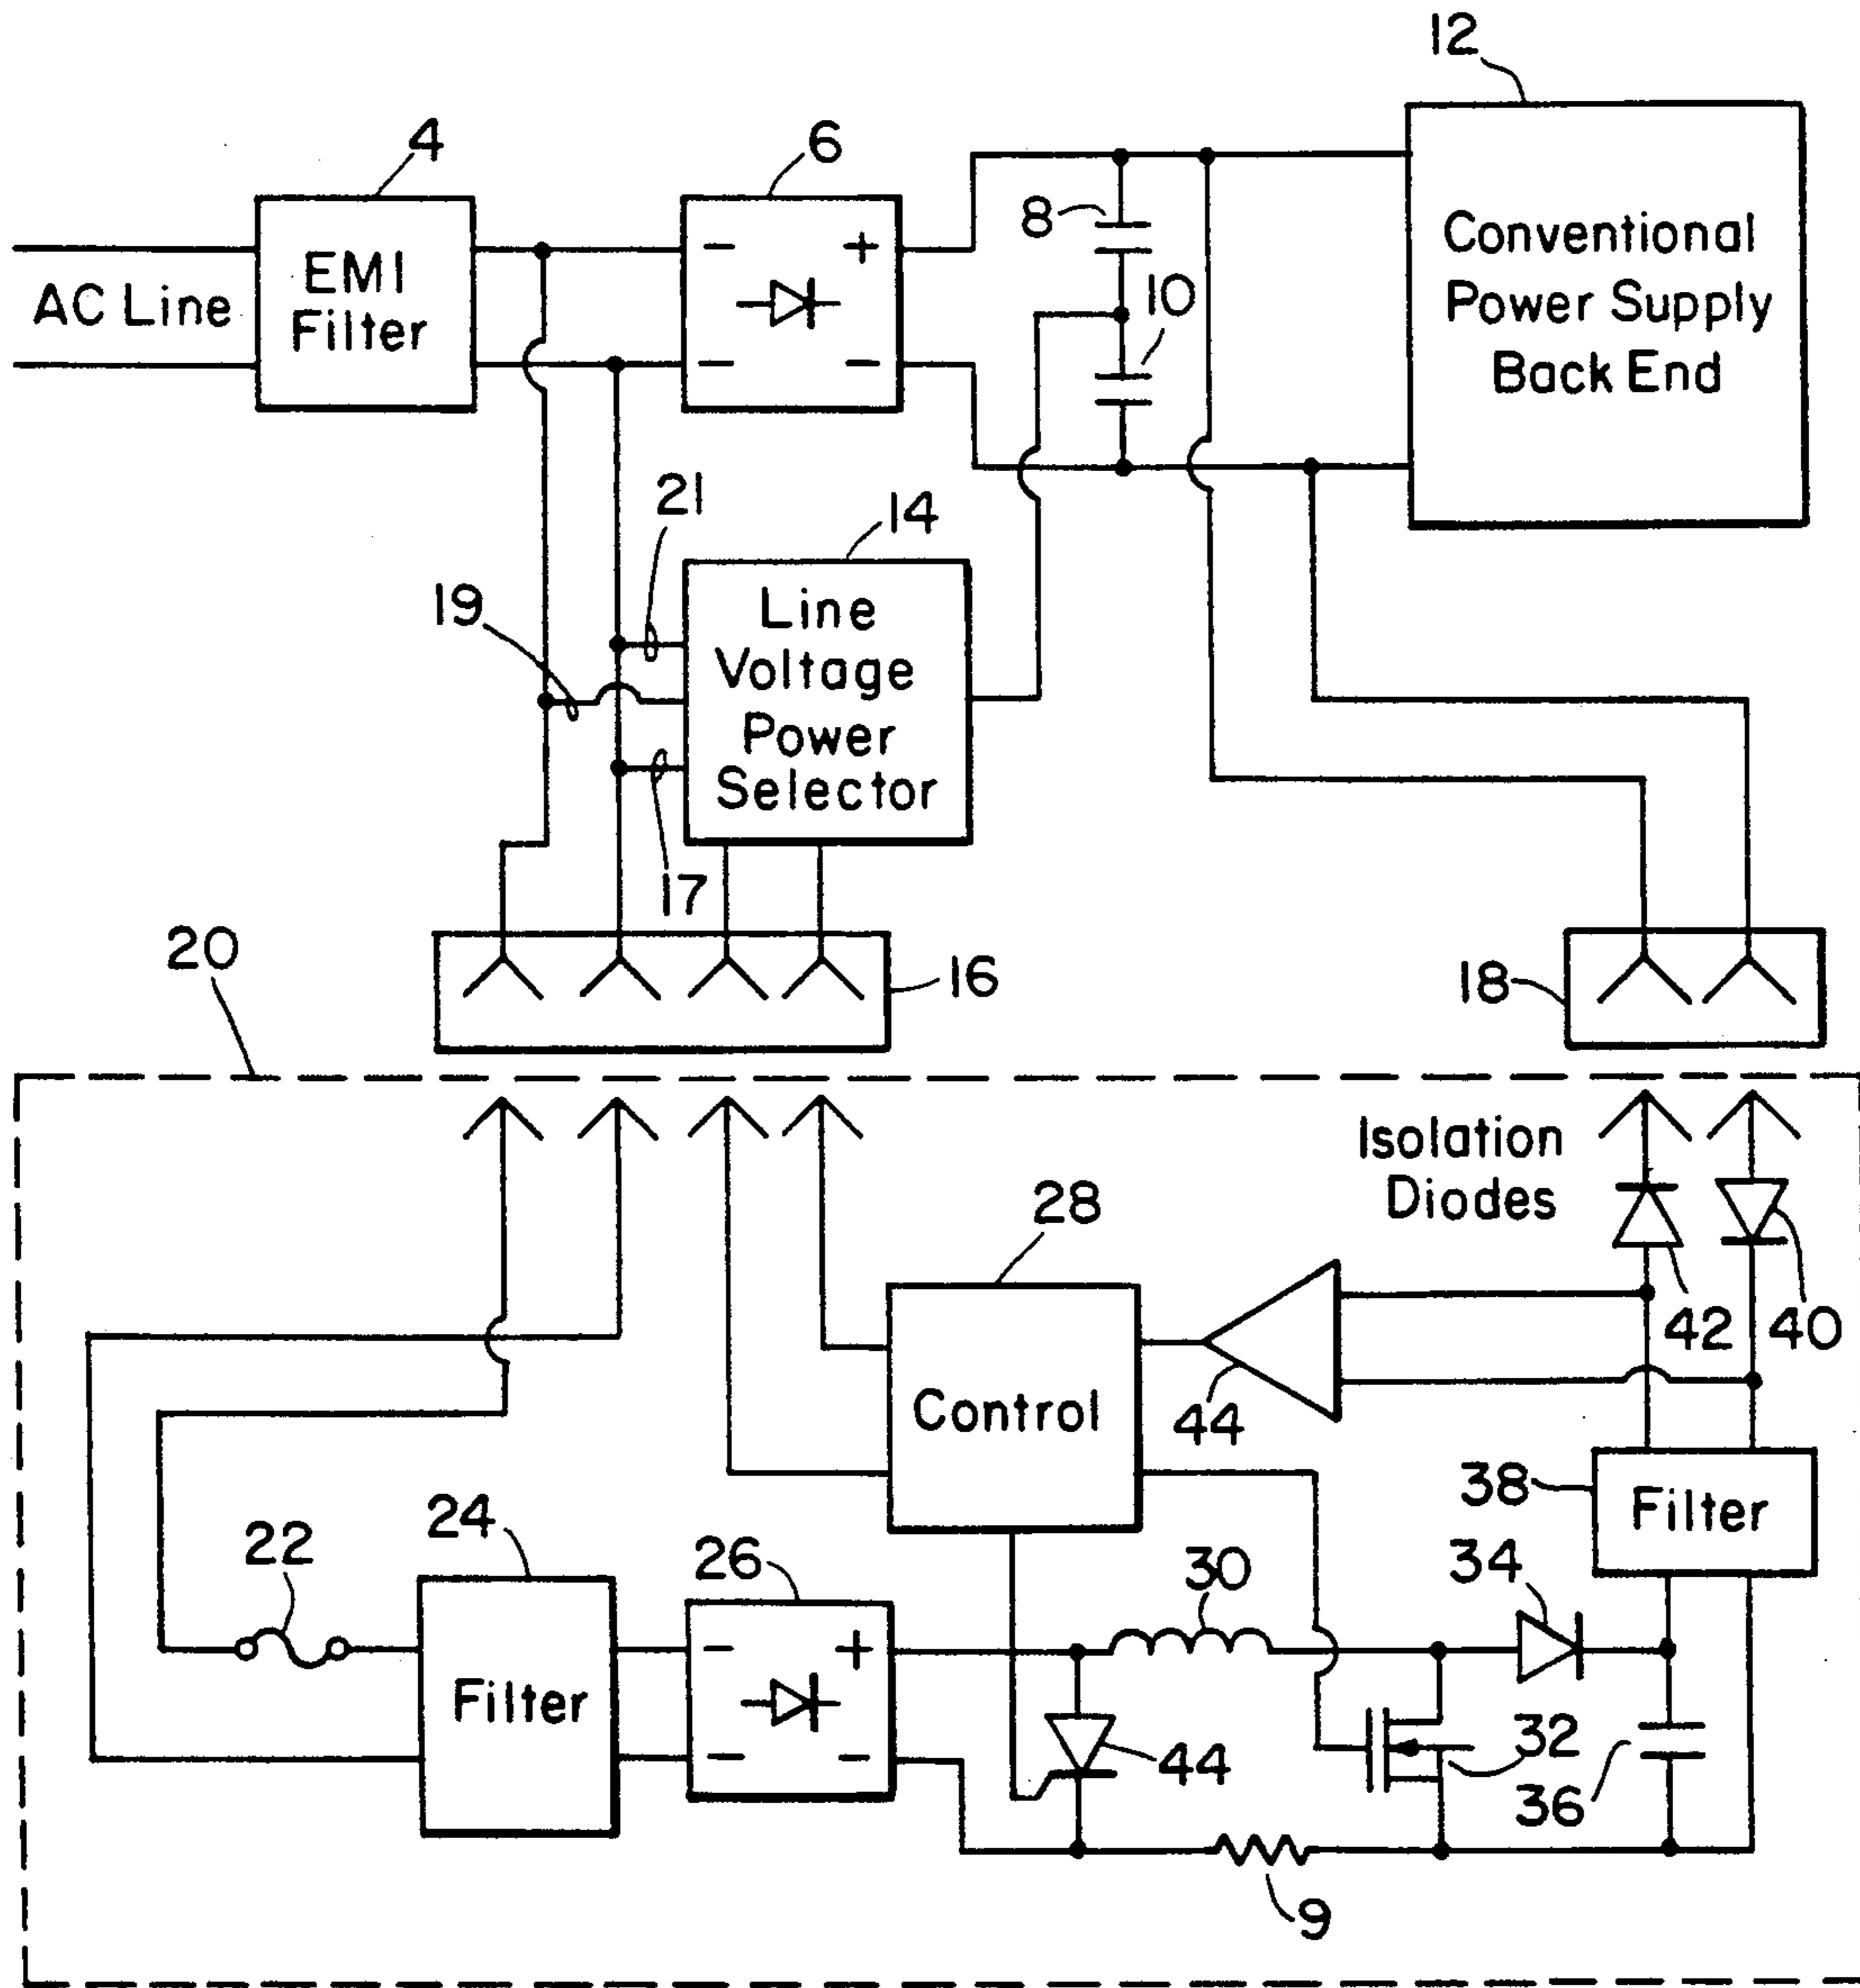 12
4
6
8
Conventional
Power Supply
Back End
AC Line
EMI
Filter
− +
− −
10
21
14
19
Line
Voltage
Power
Selector
17
20
16
18
Isolation
Diodes
28
42
40
44
Control
38
Filter
24
22
26
30
34
Filter
− +
− −
44
32
36
9